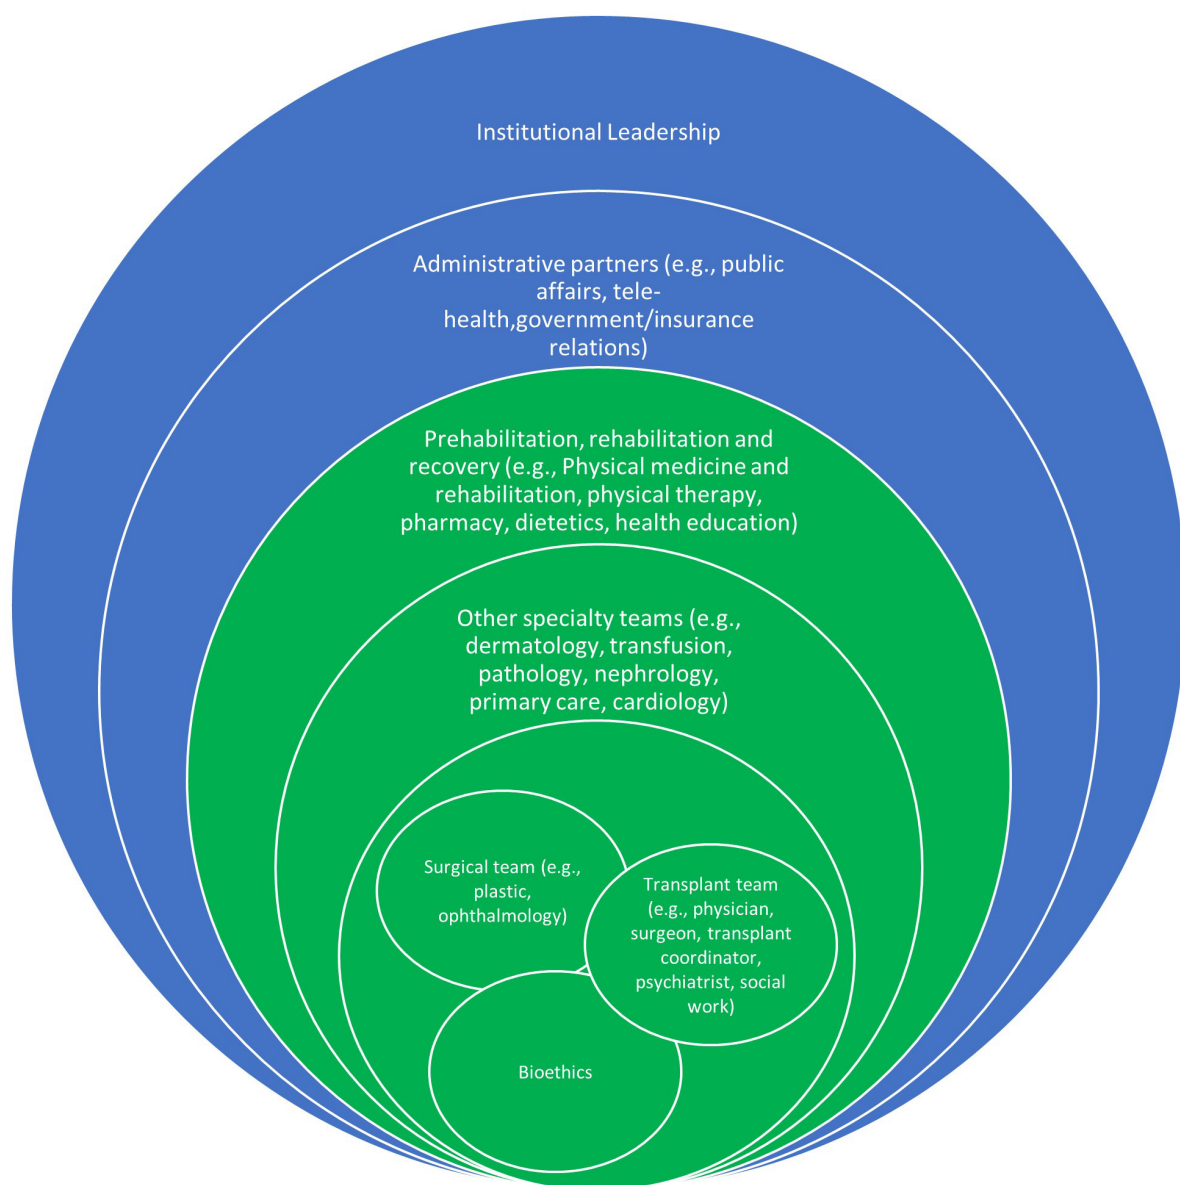 Institutional Leadership
Administrative partners (e.g., public
affairs, tele-
health,government/insurance
relations)
Prehabilitation, rehabilitation and
recovery (e.g., Physical medicine and
rehabilitation, physical therapy,
pharmacy, dietetics, health education)
Other specialty teams (e.g.,
dermatology, transfusion,
pathology, nephrology,
primary care, cardiology)
Surgical team (e.g.,
plastic,
ophthalmology)
Transplant team
(e.g., physician,
surgeon, transplant
coordinator,
psychiatrist, social
work)
Bioethics